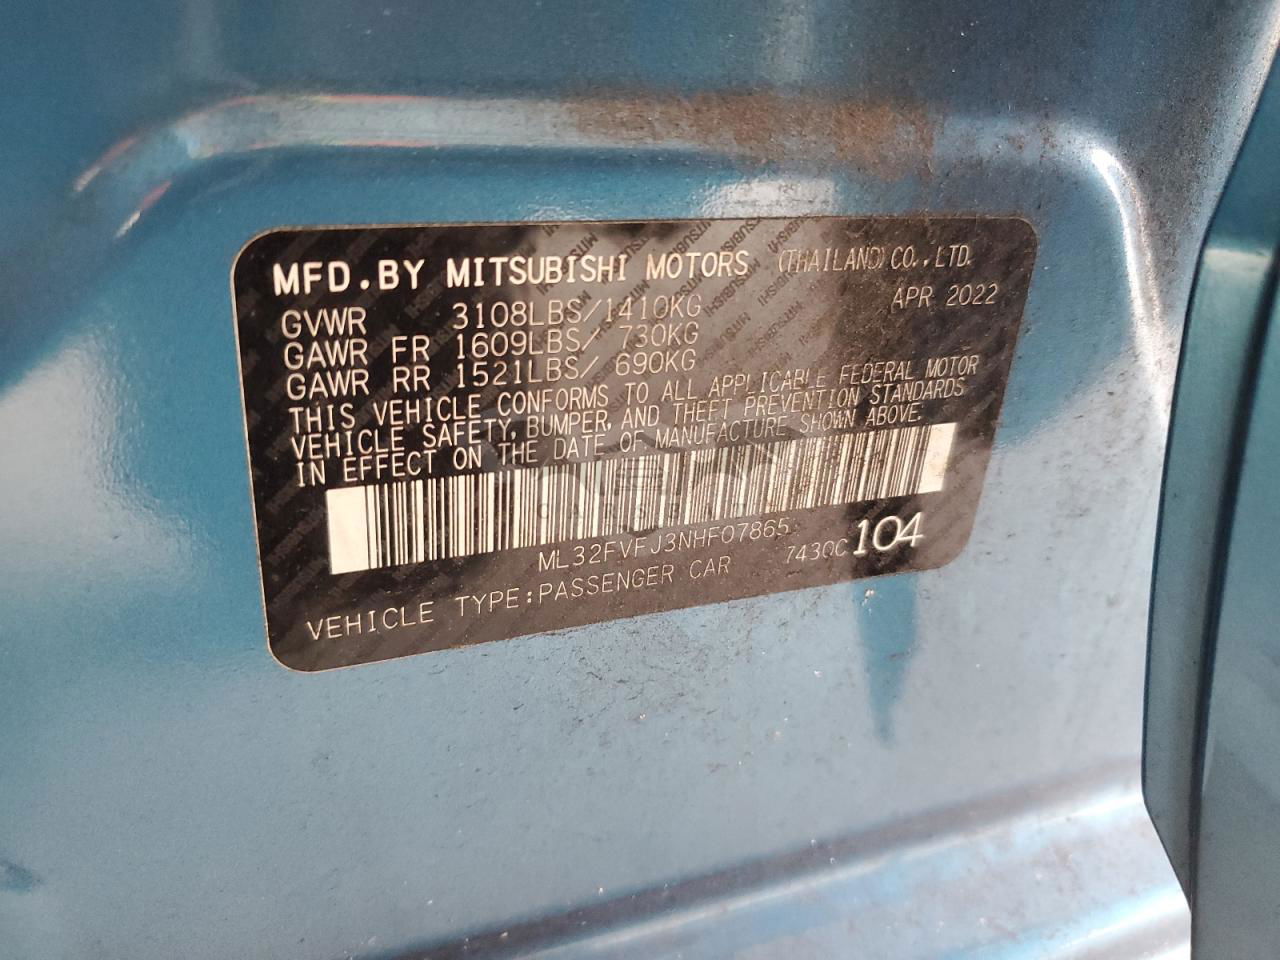 MFD.BY MITSUBISHI MOTORS (THAILAND) CO.,LTD.
APR 2022
GVWR 3108LBS/1410KG
GAWR FR 1609LBS/ 730KG
GAWR RR 1521LBS/ 690KG
THIS VEHICLE CONFORMS TO ALL APPLICABLE FEDERAL MOTOR
VEHICLE SAFETY, BUMPER, AND THEFT PREVENTION STANDARDS
IN EFFECT ON THE DATE OF MANUFACTURE SHOWN ABOVE.
ML32FVFJ3NHF07865
7430C 104
VEHICLE TYPE:PASSENGER CAR